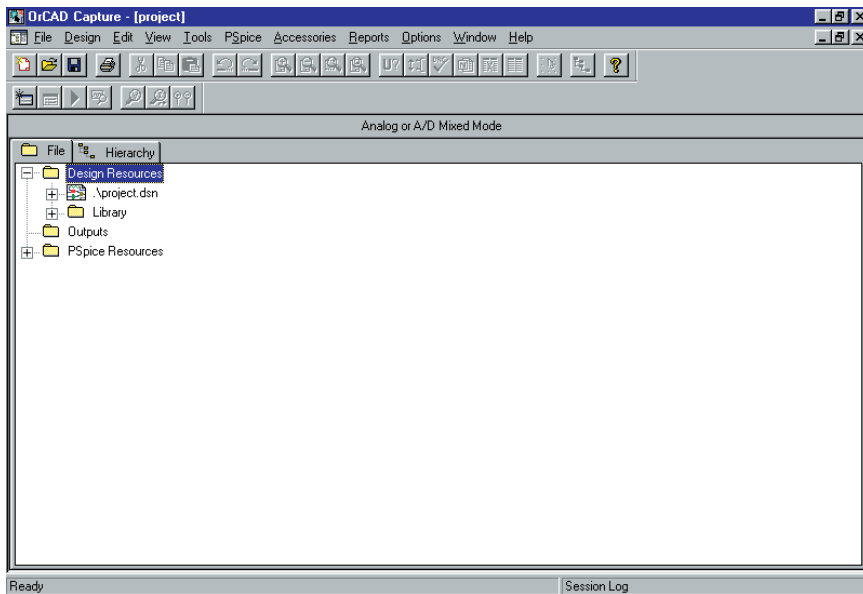 OrCAD Capture - [project]
File Design Edit View Tools PSpice Accessories Reports Options Window Help
U?
Analog or A/D Mixed Mode
File Hierarchy
Design Resources
.\project.dsn
Library
Outputs
PSpice Resources
Ready Session Log